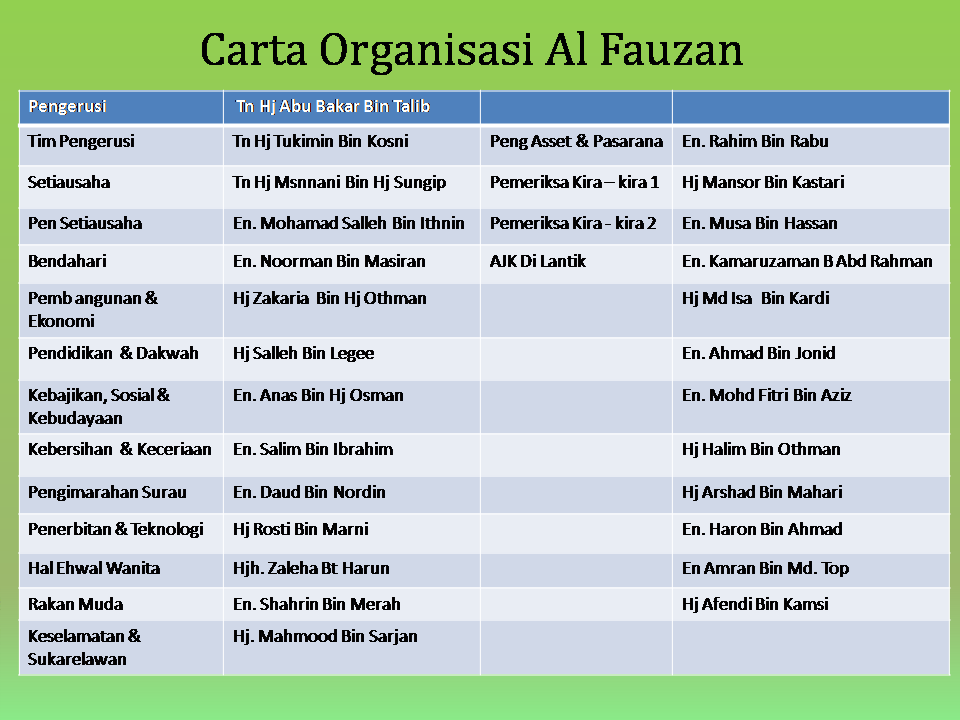 Carta Organisasi Al Fauzan
Pengerusi Tn Hj Abu Bakar Bin Talib
Tim Pengerusi Tn Hj Tukimin Bin Kosni Peng Asset & Pasarana En. Rahim Bin Rabu
Setiausaha Tn Hj Msnnani Bin Hj Sungip Pemeriksa Kira – kira 1 Hj Mansor Bin Kastari
Pen Setiausaha En. Mohamad Salleh Bin Ithnin Pemeriksa Kira - kira 2 En. Musa Bin Hassan
Bendahari En. Noorman Bin Masiran AJK Di Lantik En. Kamaruzaman B Abd Rahman
Pemb angunan & Hj Zakaria Bin Hj Othman Hj Md Isa Bin Kardi
Ekonomi
Pendidikan & Dakwah Hj Salleh Bin Legee En. Ahmad Bin Jonid
Kebajikan, Sosial & En. Anas Bin Hj Osman En. Mohd Fitri Bin Aziz
Kebudayaan
Kebersihan & Keceriaan En. Salim Bin Ibrahim Hj Halim Bin Othman
Pengimarahan Surau En. Daud Bin Nordin Hj Arshad Bin Mahari
Penerbitan & Teknologi Hj Rosti Bin Marni En. Haron Bin Ahmad
Hal Ehwal Wanita Hjh. Zaleha Bt Harun En Amran Bin Md. Top
Rakan Muda En. Shahrin Bin Merah Hj Afendi Bin Kamsi
Keselamatan & Hj. Mahmood Bin Sarjan
Sukarelawan